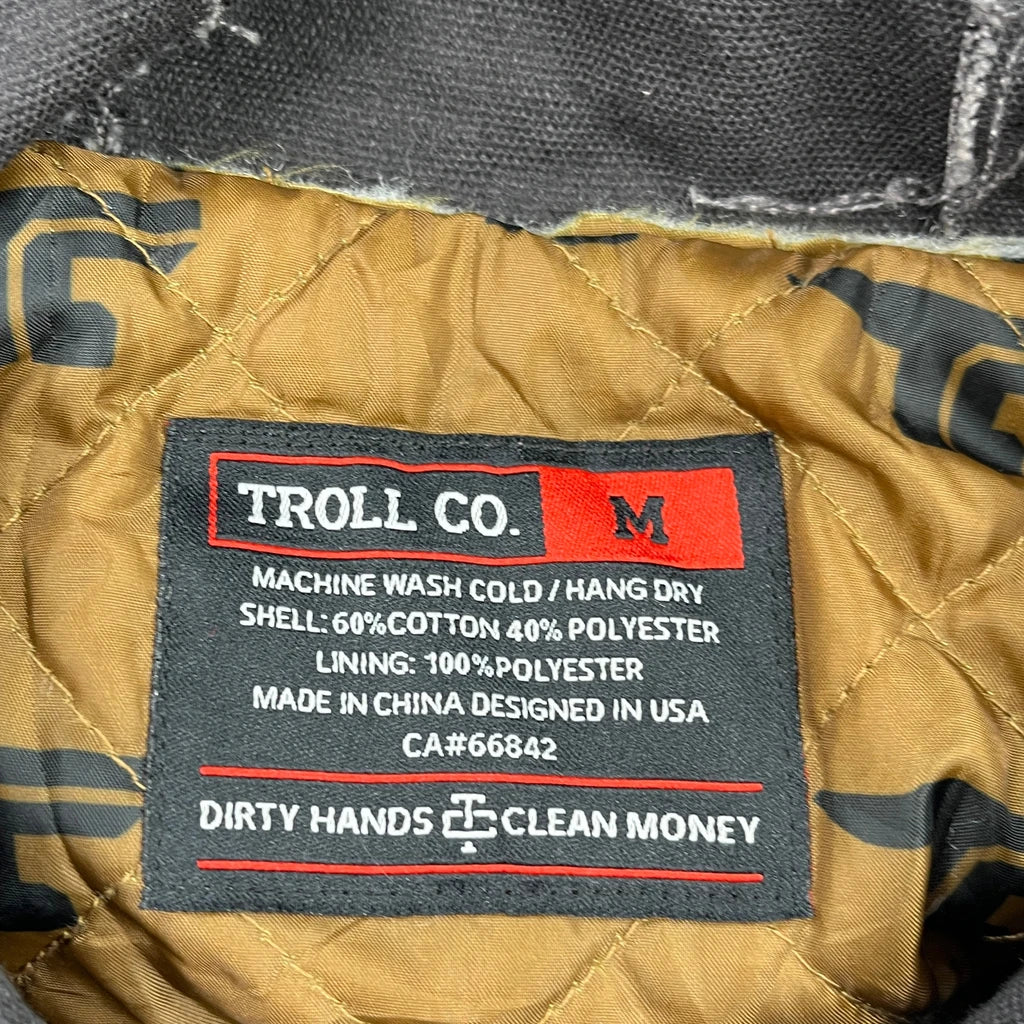 TROLL CO. M
MACHINE WASH COLD / HANG DRY
SHELL: 60%COTTON 40% POLYESTER
LINING: 100%POLYESTER
MADE IN CHINA DESIGNED IN USA
CA#66842
DIRTY HANDS TC CLEAN MONEY